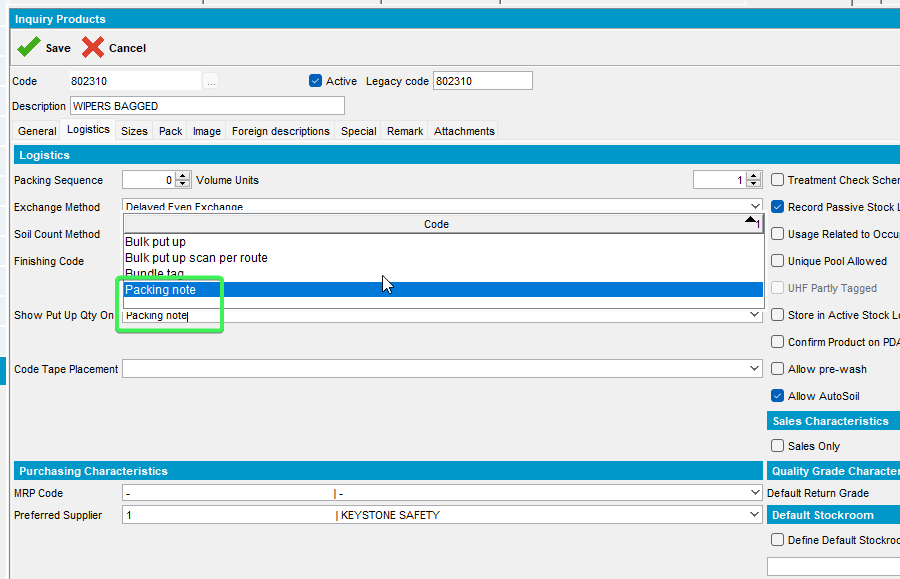 Inquiry Products
Save Cancel
Code 802310 ... Active Legacy code 802310
Description WIPERS BAGGED
General Logistics Sizes Pack Image Foreign descriptions Special Remark Attachments
Logistics
Packing Sequence 0 Volume Units 1 Treatment Check Schem
Exchange Method Delayed Even Exchange Record Passive Stock L
Soil Count Method Code 1 Usage Related to Occup
Bulk put up
Finishing Code Bulk put up scan per route Unique Pool Allowed
Bundle tag
Packing note UHF Partly Tagged
Show Put Up Qty On Packing note Store in Active Stock Lo
Confirm Product on PDA
Code Tape Placement Allow pre-wash
Allow AutoSoil
Sales Characteristics
Sales Only
Purchasing Characteristics Quality Grade Character
MRP Code - | - Default Return Grade
Preferred Supplier 1 | KEYSTONE SAFETY Default Stockroom
Define Default Stockroo